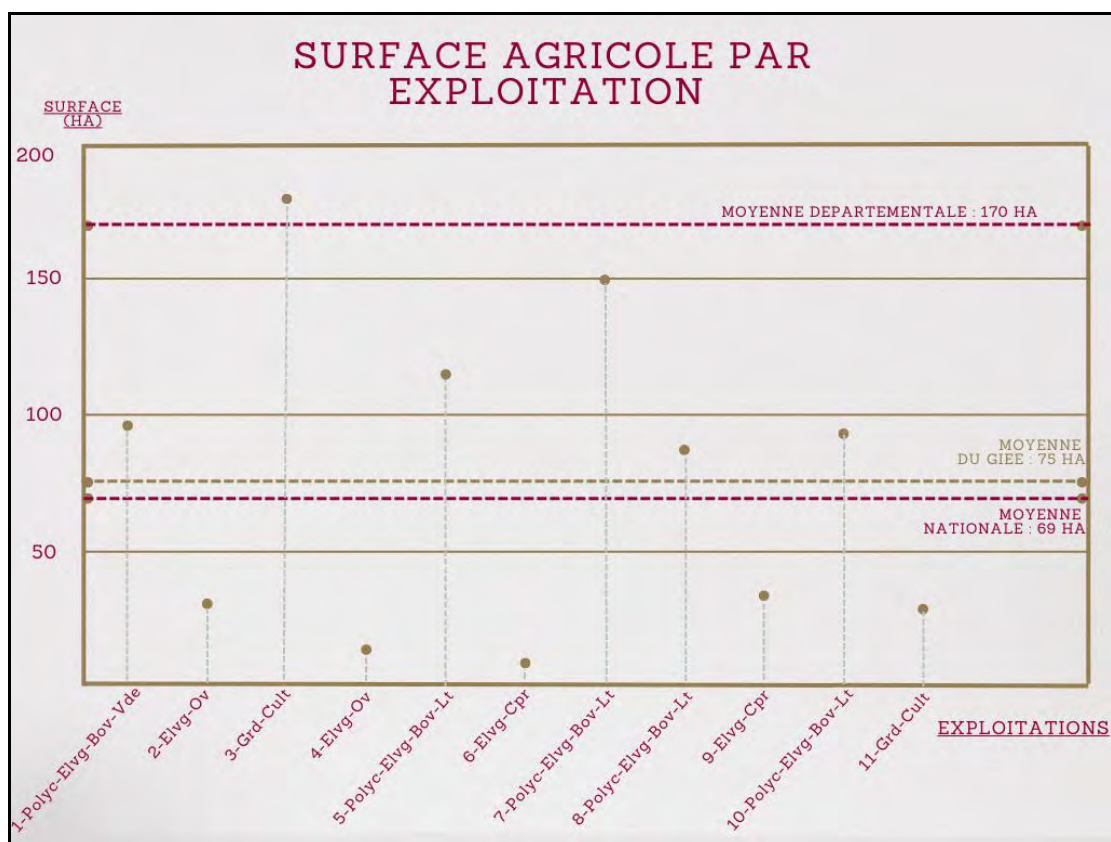 SURFACE AGRICOLE PAR
EXPLOITATION
SURFACE
(HA)
200
MOYENNE DEPARTEMENTALE : 170 HA
150
100
MOYENNE
DU GIEE : 75 HA
MOYENNE
NATIONALE : 69 HA
50
1-Polyc-Elvg-Bov-Vde
2-Elvg-Ov
3-Grd-Cult
4-Elvg-Ov
5-Polyc-Elvg-Bov-Lt
6-Elvg-Cpr
7-Polyc-Elvg-Bov-Lt
8-Polyc-Elvg-Bov-Lt
9-Elvg-Cpr
10-Polyc-Elvg-Bov-Lt
11-Grd-Cult
EXPLOITATIONS